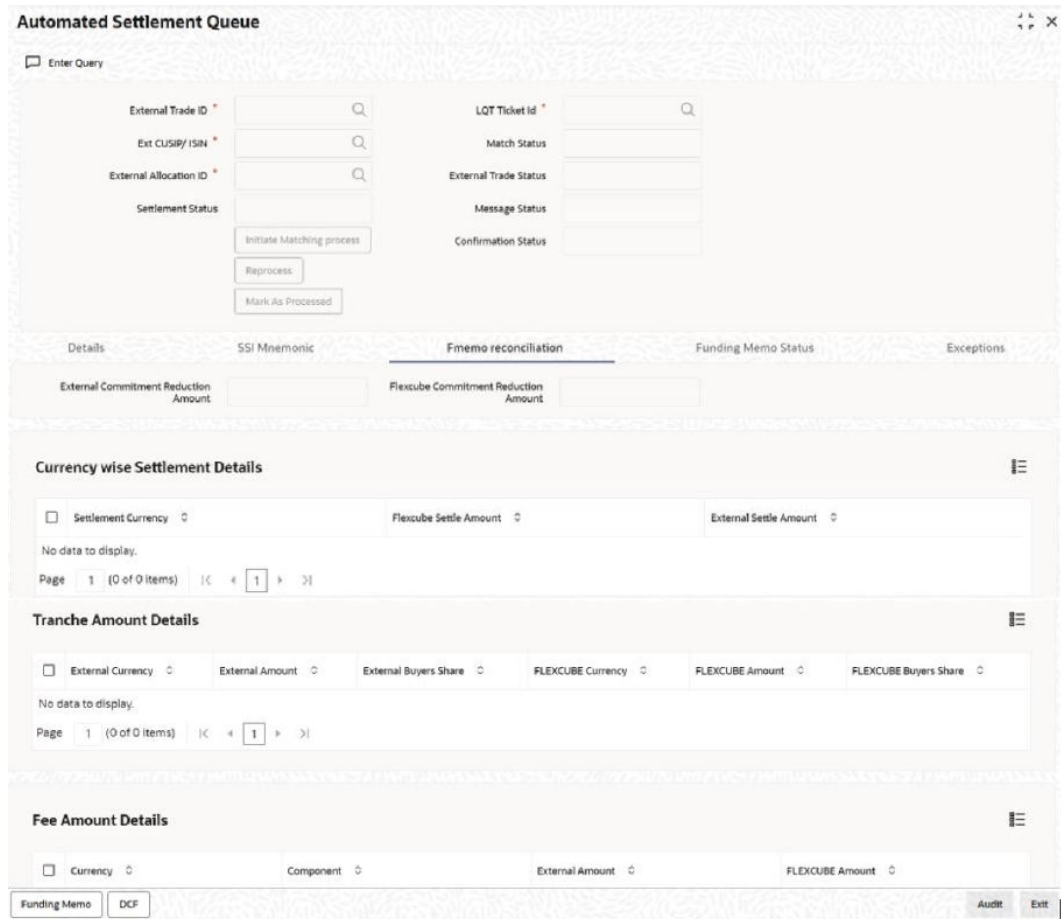 Automated Settlement Queue
Enter Query
External Trade ID *
LQT Ticket Id *
Ext CUSIP/ ISIN *
Match Status
External Allocation ID *
External Trade Status
Settlement Status
Message Status
Initiate Matching process
Confirmation Status
Reprocess
Mark As Processed
Details SSI Mnemonic Fmemo reconciliation Funding Memo Status Exceptions
External Commitment Reduction Amount
Flexcube Commitment Reduction Amount
Currency wise Settlement Details
Settlement Currency Flexcube Settle Amount External Settle Amount
No data to display.
Page 1 (0 of 0 items) 1
Tranche Amount Details
External Currency External Amount External Buyers Share FLEXCUBE Currency FLEXCUBE Amount FLEXCUBE Buyers Share
No data to display.
Page 1 (0 of 0 items) 1
Fee Amount Details
Currency Component External Amount FLEXCUBE Amount
Funding Memo DCF Audit Exit